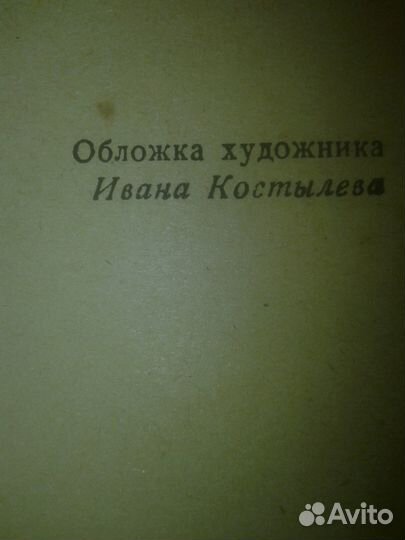 Обложка художника
Ивана Костылева
Avito